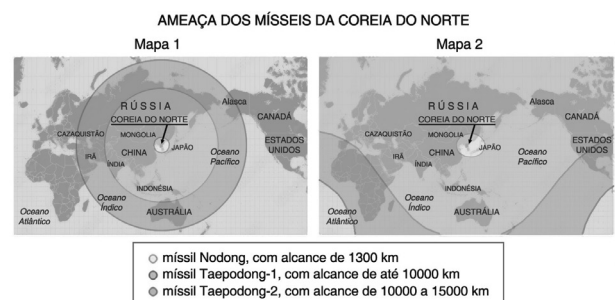 AMEAÇA DOS MÍSSEIS DA COREIA DO NORTE
Mapa 1
RÚSSIA
Alasca
COREIA DO NORTE
CANADÁ
CAZAQUISTÃO
MONGOLIA
ESTADOS
UNIDOS
IRÃ
CHINA
JAPÃO
Oceano
Pacífico
ÍNDIA
INDONÉSIA
Oceano
Índico
Oceano
Atlântico
AUSTRÁLIA
Mapa 2
RÚSSIA
Alasca
COREIA DO NORTE
CANADÁ
CAZAQUISTÃO
MONGOLIA
ESTADOS
UNIDOS
IRÃ
CHINA
JAPÃO
Oceano
Pacífico
ÍNDIA
INDONÉSIA
Oceano
Índico
Oceano
Atlântico
AUSTRÁLIA
míssil Nodong, com alcance de 1300 km
míssil Taepodong-1, com alcance de até 10000 km
míssil Taepodong-2, com alcance de 10000 a 15000 km